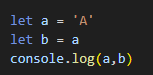 let a = 'A'
let b = a
console.log(a,b)